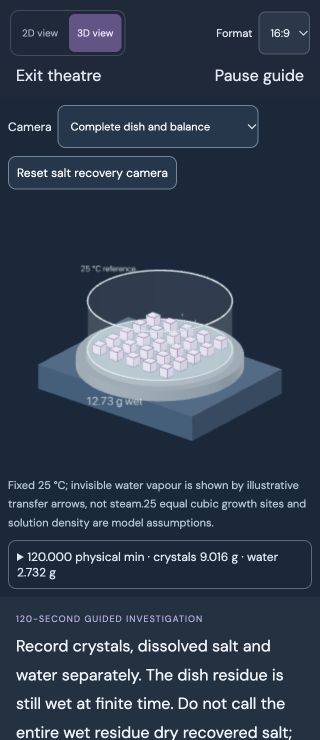 2D view
3D view
Format
16:9
Exit theatre
Pause guide
Camera
Complete dish and balance
Reset salt recovery camera
25 °C reference
12.73 g wet
Fixed 25 °C; invisible water vapour is shown by illustrative
transfer arrows, not steam.25 equal cubic growth sites and
solution density are model assumptions.
▶ 120.000 physical min · crystals 9.016 g · water
2.732 g
120-SECOND GUIDED INVESTIGATION
Record crystals, dissolved salt and
water separately. The dish residue is
still wet at finite time. Do not call the
entire wet residue dry recovered salt;